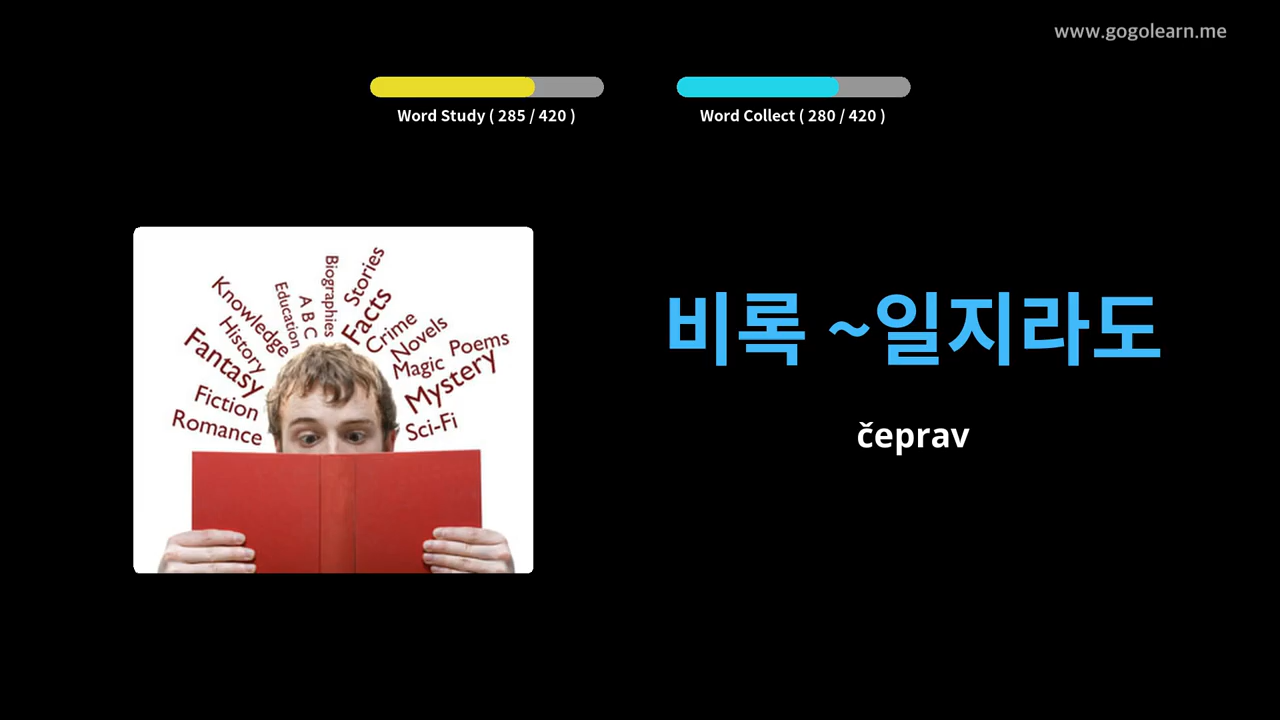 www.gogolearn.me
Word Study ( 285 / 420 )
Word Collect ( 280 / 420 )
Knowledge
History
Fantasy
Fiction
Romance
Education
A B C
Biographies
Stories
Facts
Crime
Novels
Magic
Poems
Mystery
Sci-Fi
비록 ~일지라도
čeprav